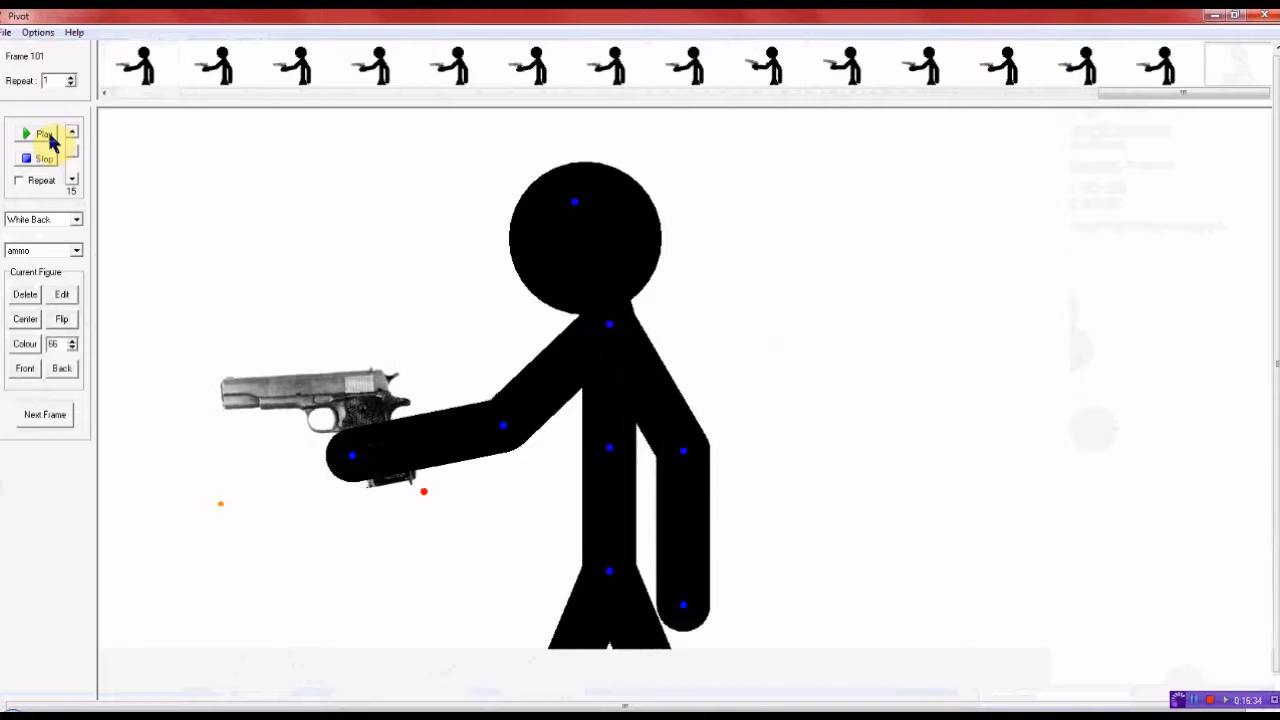 Pivot
File Options Help
Frame 101
Repeat : 1
Play
Stop
Repeat
15
White Back
ammo
Current Figure
Delete Edit
Center Flip
Colour 66
Front Back
Next Frame
0:15:34